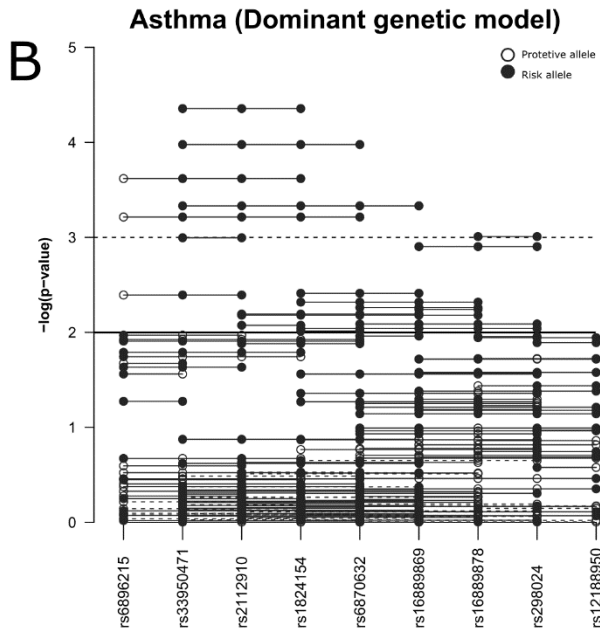 Asthma (Dominant genetic model)
B
Protetive allele
Risk allele
−log(p−value)
5
4
3
2
1
0
rs6896215
rs33950471
rs2112910
rs1824154
rs6870632
rs16889869
rs16889878
rs298024
rs12188950